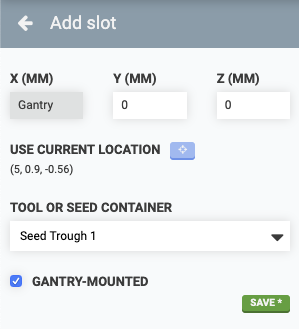 Add slot
X (MM) Y (MM) Z (MM)
Gantry 0 0
USE CURRENT LOCATION
(5, 0.9, -0.56)
TOOL OR SEED CONTAINER
Seed Trough 1
GANTRY-MOUNTED
SAVE *